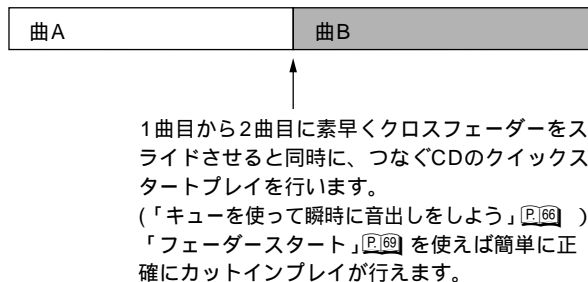 曲A
曲B
1曲目から2曲目に素早くクロスフェーダーをス
ライドさせると同時に、つなぐCDのクイックス
タートプレイを行います。
(「キューを使って瞬時に音出しをしよう」P.66 )
「フェーダースタート」P.69 を使えば簡単に正
確にカットインプレイが行えます。